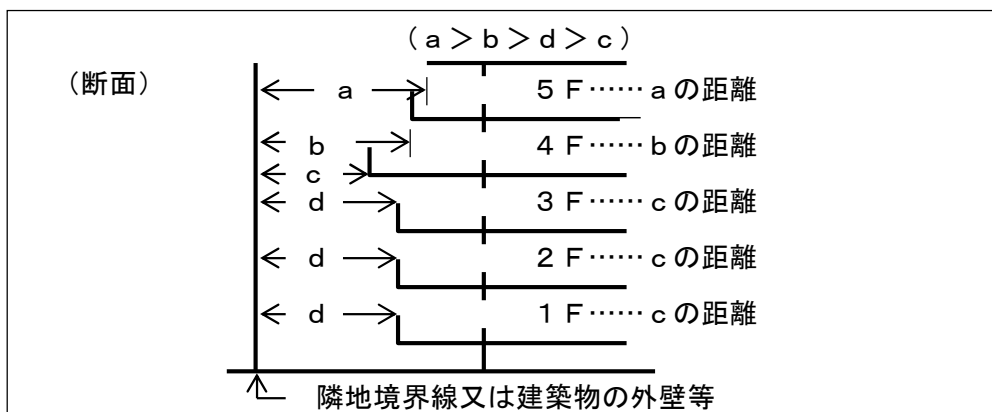 （ａ＞ｂ＞ｄ＞ｃ）
（断面）
ａ ５Ｆ……ａの距離
ｂ ４Ｆ……ｂの距離
ｃ
ｄ ３Ｆ……ｃの距離
ｄ ２Ｆ……ｃの距離
ｄ １Ｆ……ｃの距離
隣地境界線又は建築物の外壁等